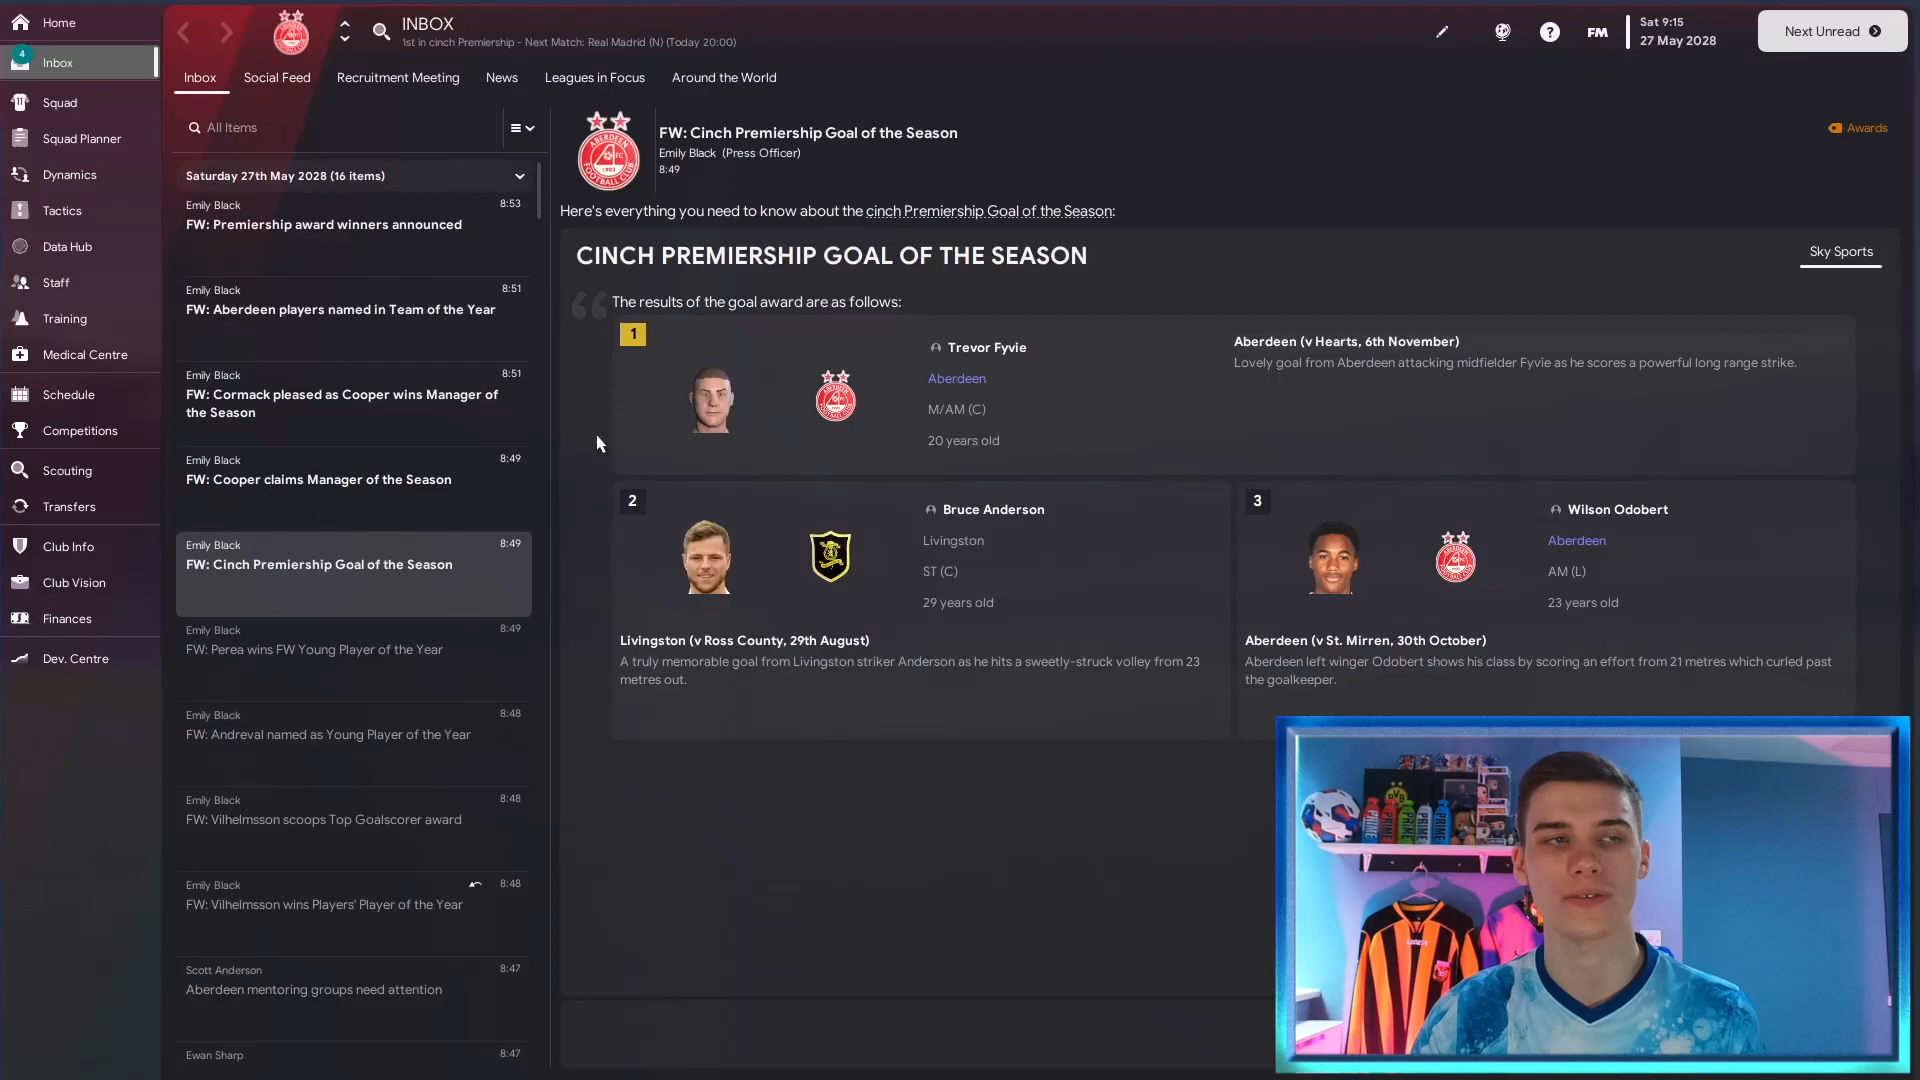 Home
4
Inbox
Squad
Squad Planner
Dynamics
Tactics
Data Hub
Staff
Training
Medical Centre
Schedule
Competitions
Scouting
Transfers
Club Info
Club Vision
Finances
Dev. Centre
INBOX
1st in cinch Premiership - Next Match: Real Madrid (N) (Today 20:00)
FM
Sat 9:15
27 May 2028
Next Unread
Inbox
Social Feed
Recruitment Meeting
News
Leagues in Focus
Around the World
All Items
Saturday 27th May 2028 (16 items)
Emily Black 8:53
FW: Premiership award winners announced
Emily Black 8:51
FW: Aberdeen players named in Team of the Year
Emily Black 8:51
FW: Cormack pleased as Cooper wins Manager of
the Season
Emily Black 8:49
FW: Cooper claims Manager of the Season
Emily Black 8:49
FW: Cinch Premiership Goal of the Season
Emily Black 8:49
FW: Perea wins FW Young Player of the Year
Emily Black 8:48
FW: Andreval named as Young Player of the Year
Emily Black 8:48
FW: Vilhelmsson scoops Top Goalscorer award
Emily Black 8:48
FW: Vilhelmsson wins Players' Player of the Year
Scott Anderson 8:47
Aberdeen mentoring groups need attention
Ewan Sharp 8:47
FW: Cinch Premiership Goal of the Season
Emily Black (Press Officer)
8:49
Awards
Here's everything you need to know about the cinch Premiership Goal of the Season:
CINCH PREMIERSHIP GOAL OF THE SEASON
Sky Sports
The results of the goal award are as follows:
1
Trevor Fyvie
Aberdeen
M/AM (C)
20 years old
Aberdeen (v Hearts, 6th November)
Lovely goal from Aberdeen attacking midfielder Fyvie as he scores a powerful long range strike.
2
Bruce Anderson
Livingston
ST (C)
29 years old
Livingston (v Ross County, 29th August)
A truly memorable goal from Livingston striker Anderson as he hits a sweetly-struck volley from 23
metres out.
3
Wilson Odobert
Aberdeen
AM (L)
23 years old
Aberdeen (v St. Mirren, 30th October)
Aberdeen left winger Odobert shows his class by scoring an effort from 21 metres which curled past
the goalkeeper.
ABERDEEN
FC
1903
FOOTBALL CLUB
BVB
PRIME
PRIME
PRIME
PRIME